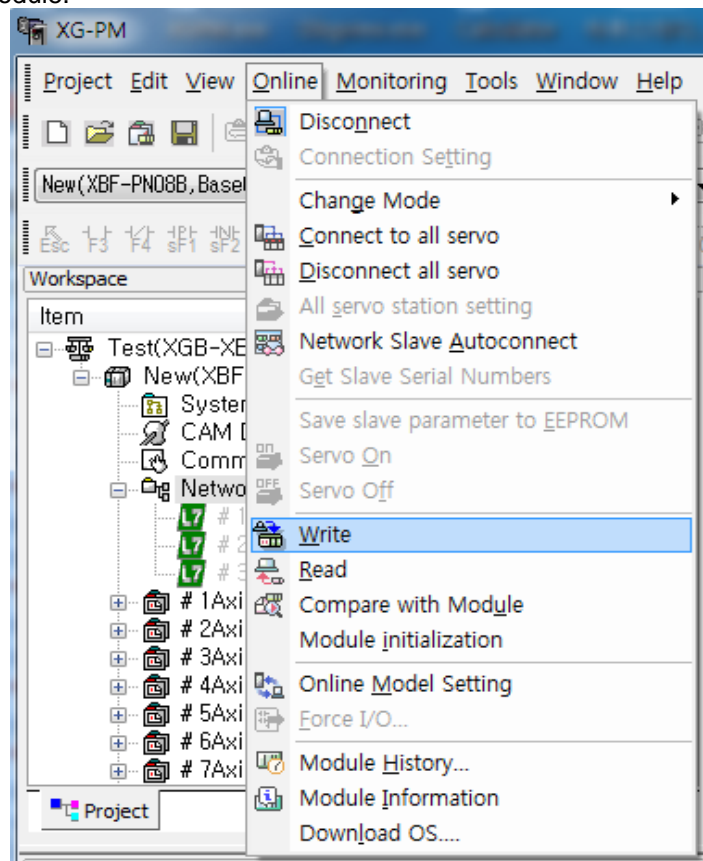 odule.
XG-PM
Project Edit View Online Monitoring Tools Window Help
Disconnect
Connection Setting
New(XBF-PN08B,Base
Change Mode
Esc F3 F4 sF1 sF2
Connect to all servo
Workspace
Disconnect all servo
Item
All servo station setting
Test(XGB-XE
Network Slave Autoconnect
New(XBF
Get Slave Serial Numbers
System
CAM D
Save slave parameter to EEPROM
Comm
Servo On
Netwo
Servo Off
L7 # 1
Write
L7 # 2
L7 # 3
Read
# 1Axi
Compare with Module
# 2Axi
Module initialization
# 3Axi
# 4Axi
Online Model Setting
# 5Axi
Force I/O...
# 6Axi
# 7Axi
Module History...
Module Information
Project
Download OS....